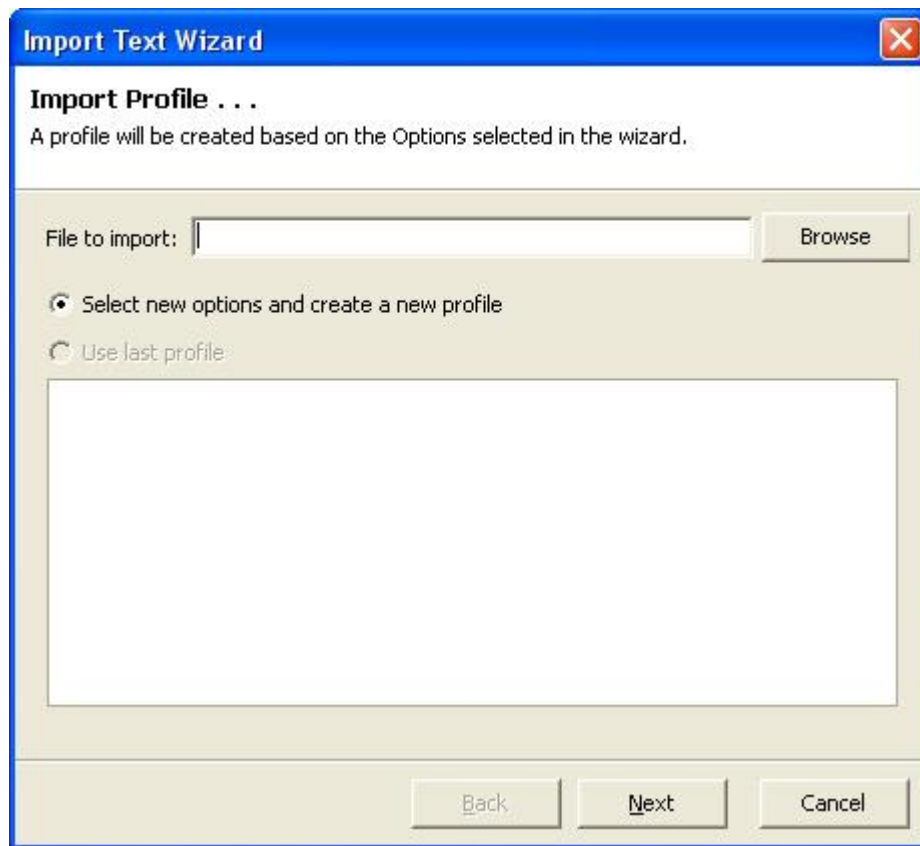 Import Text Wizard
Import Profile . . .
A profile will be created based on the Options selected in the wizard.
File to import:
Browse
Select new options and create a new profile
Use last profile
Back
Next
Cancel